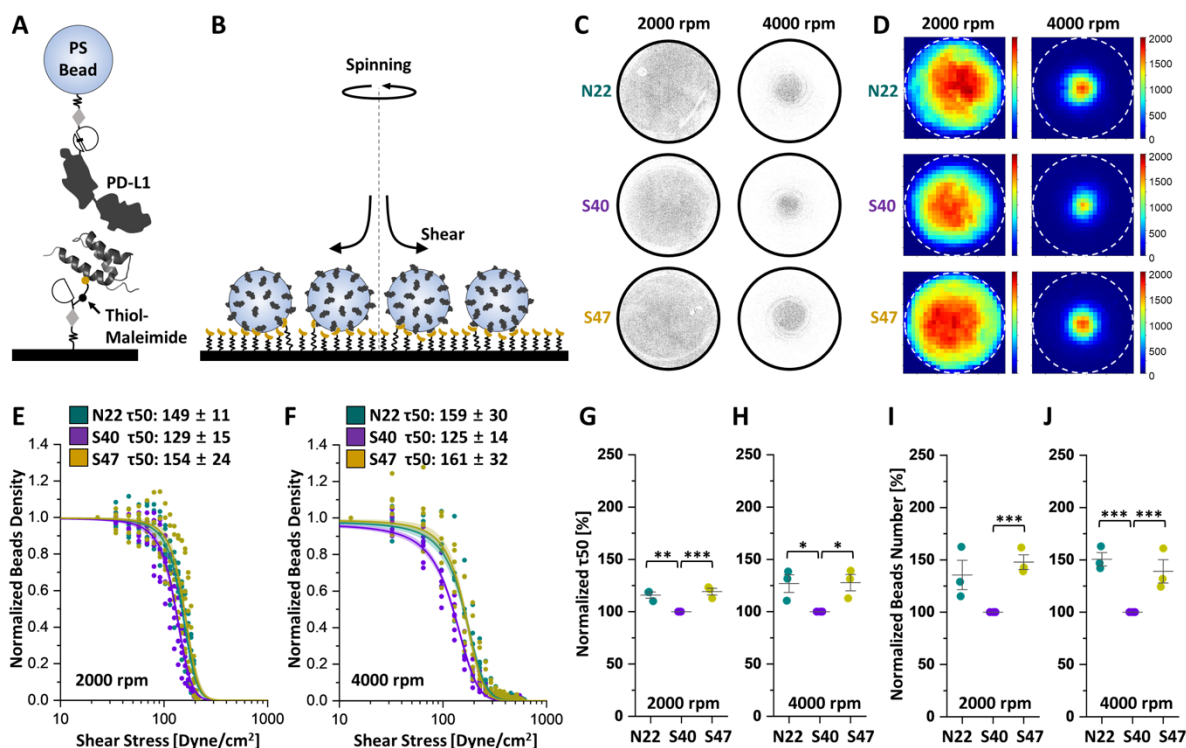 A
PS
Bead
PD-L1
Thiol-
Maleimide
B
Spinning
Shear
C
2000 rpm
4000 rpm
N22
S40
S47
D
2000 rpm
4000 rpm
N22
2000
1500
1000
500
0
S40
2000
1500
1000
500
0
S47
2000
1500
1000
500
0
E
N22 τ50: 149 ± 11
S40 τ50: 129 ± 15
S47 τ50: 154 ± 24
Normalized Beads Density
1.4
1.2
1.0
0.8
0.6
0.4
0.2
0.0
2000 rpm
10
100
1000
Shear Stress [Dyne/cm²]
F
N22 τ50: 159 ± 30
S40 τ50: 125 ± 14
S47 τ50: 161 ± 32
Normalized Beads Density
1.4
1.2
1.0
0.8
0.6
0.4
0.2
0.0
4000 rpm
10
100
1000
Shear Stress [Dyne/cm²]
G
Normalized τ50 [%]
250
200
150
100
50
0
** ***
2000 rpm
N22 S40 S47
H
250
200
150
100
50
0
* *
4000 rpm
N22 S40 S47
I
Normalized Beads Number [%]
250
200
150
100
50
0
***
2000 rpm
N22 S40 S47
J
250
200
150
100
50
0
*** ***
4000 rpm
N22 S40 S47